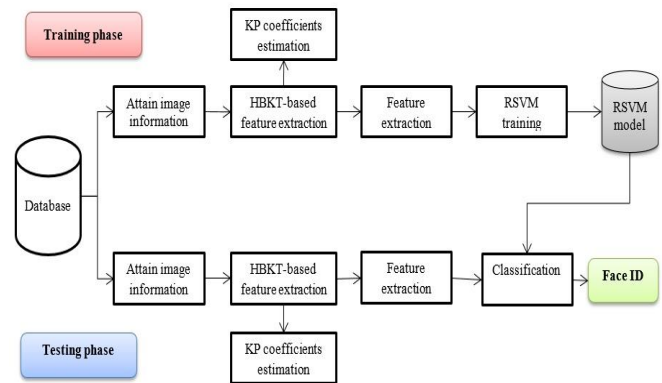 Training phase
KP coefficients
estimation
Attain image
information
HBKT-based
feature extraction
Feature
extraction
RSVM
training
RSVM
model
Database
Attain image
information
HBKT-based
feature extraction
Feature
extraction
Classification
Face ID
Testing phase
KP coefficients
estimation